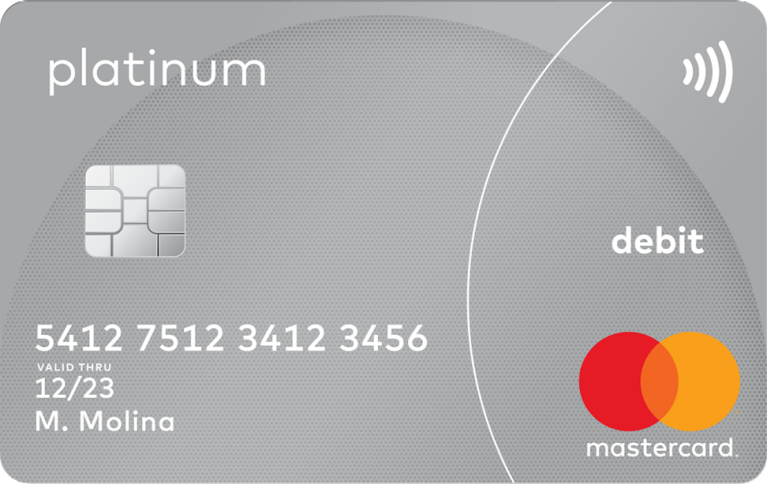 platinum
debit
5412 7512 3412 3456
VALID THRU
12/23
M. Molina
mastercard.